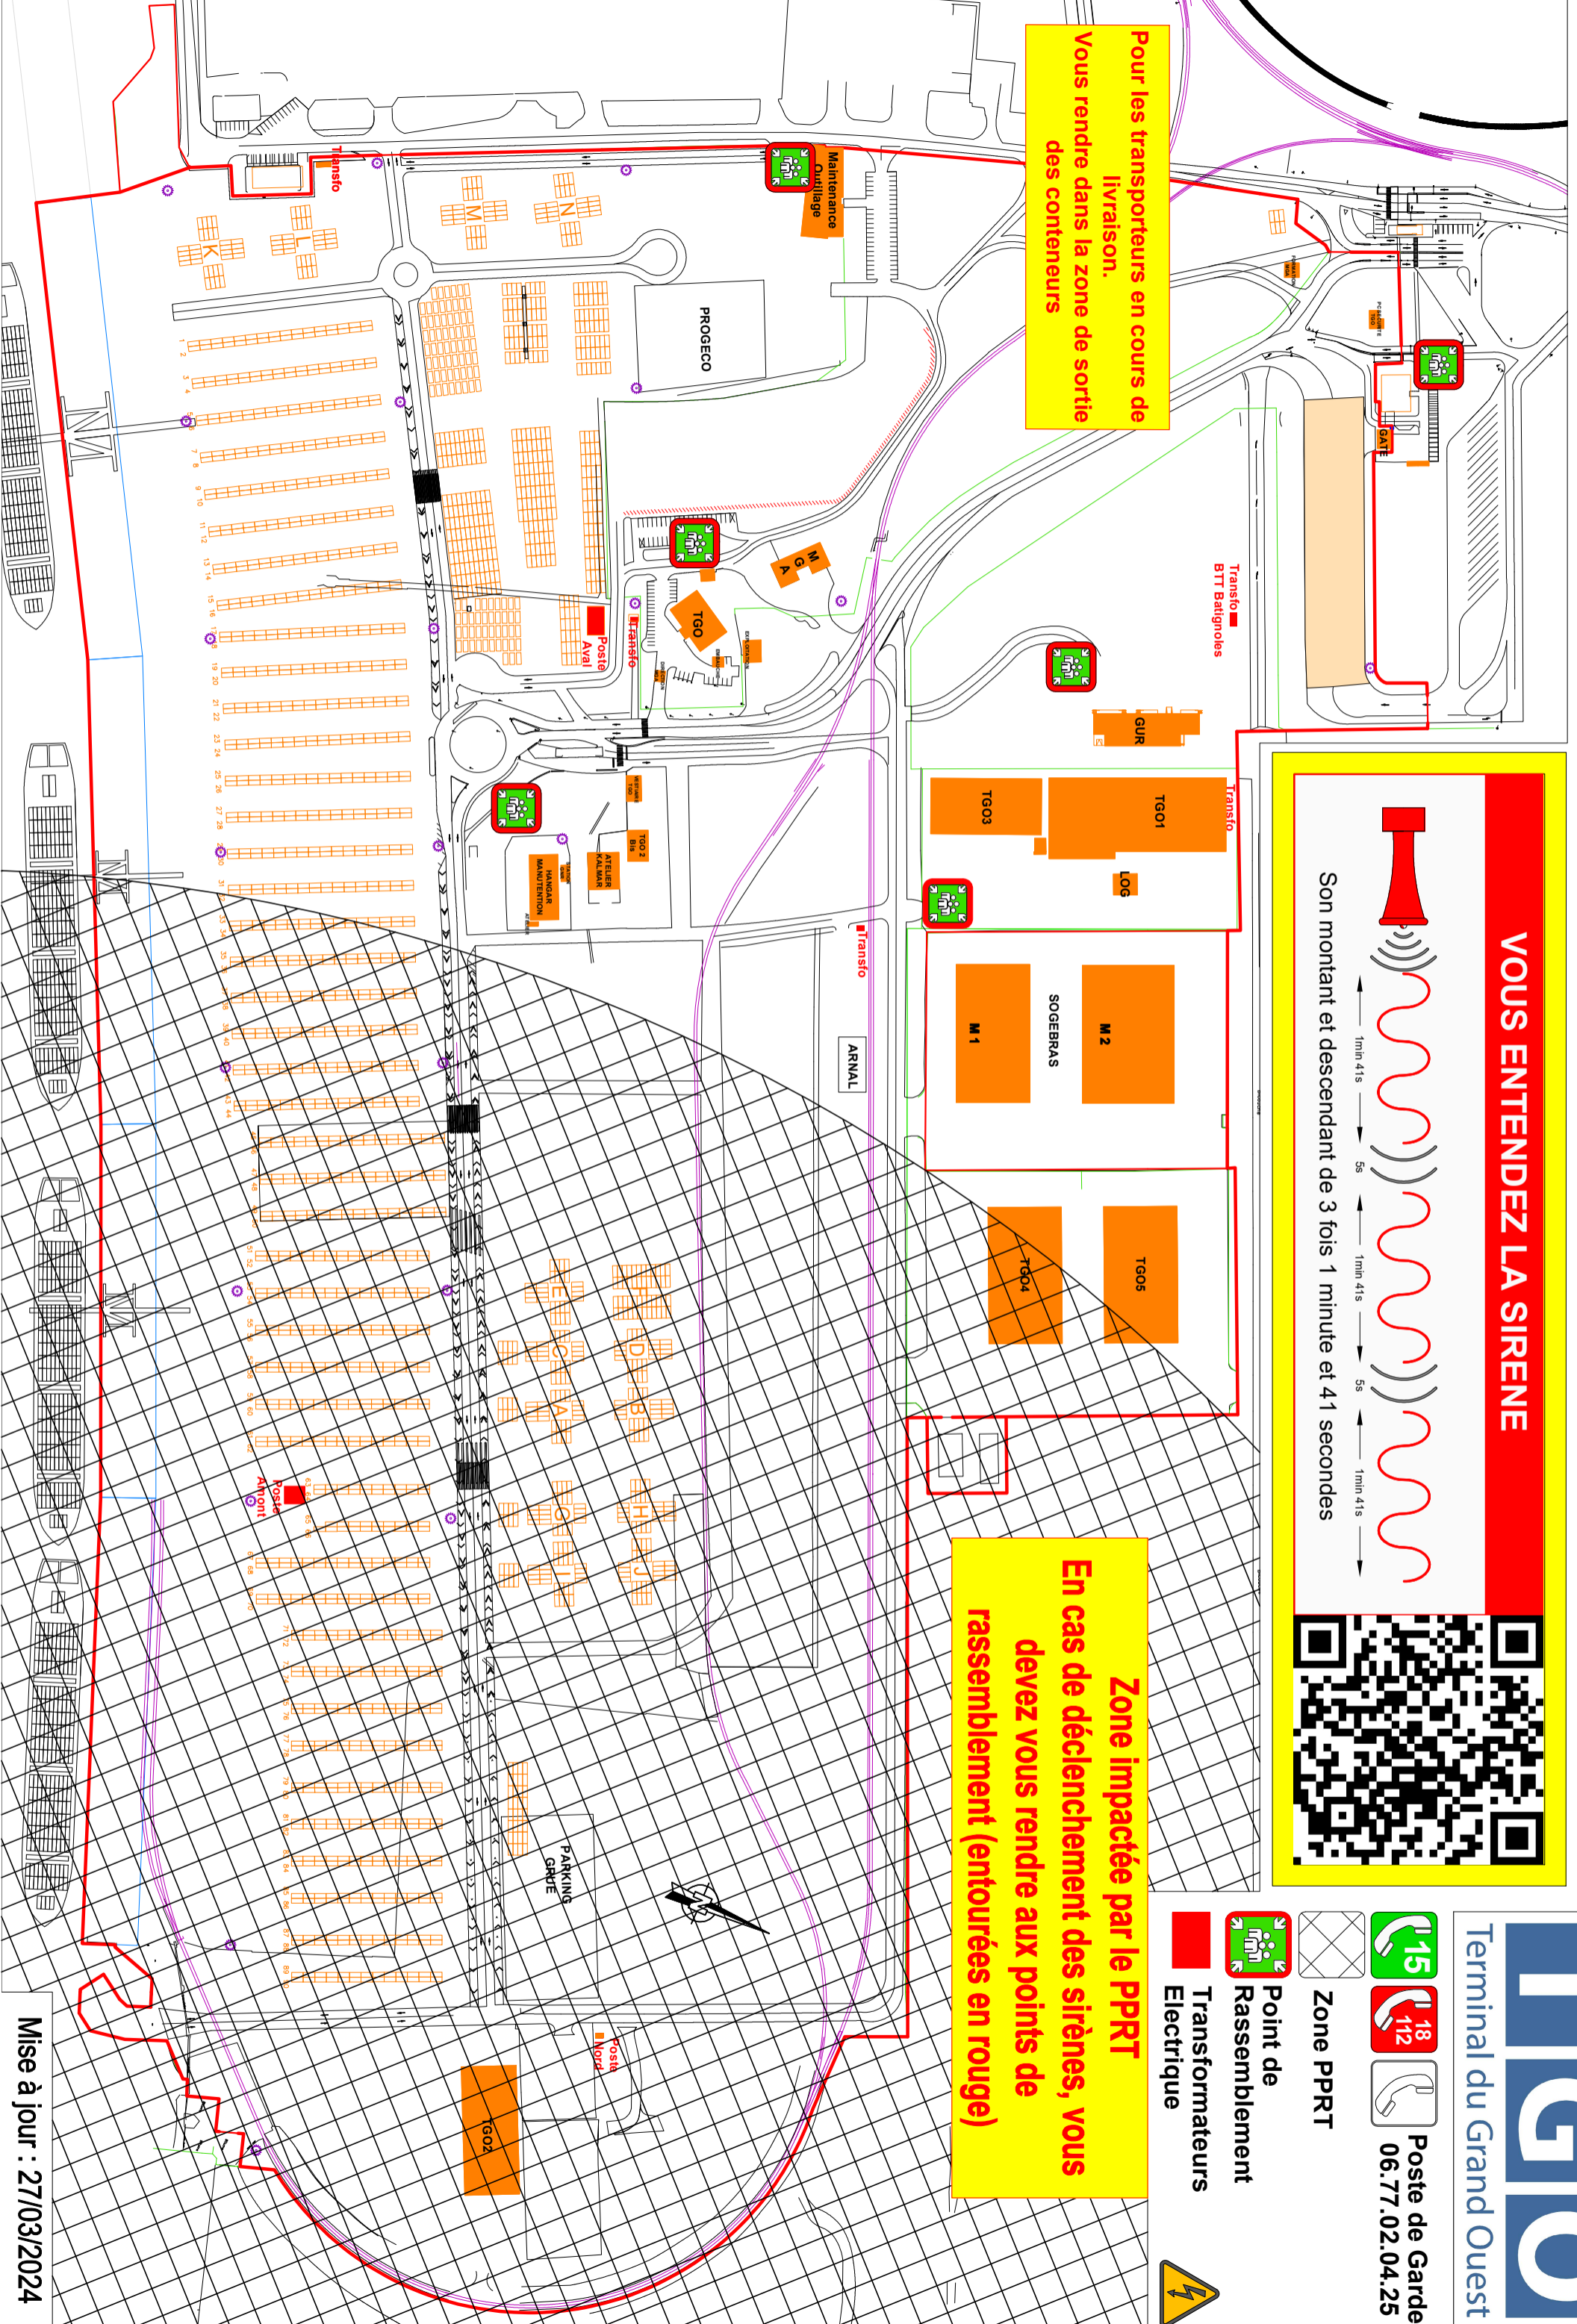 TGO
Terminal du Grand Ouest
15
18
112
Poste de Garde
06.77.02.04.25
Zone PPRT
Point de
Rassemblement
Transformateurs
Electrique
VOUS ENTENDEZ LA SIRENE
1min 41s
5s
1min 41s
5s
1min 41s
Son montant et descendant de 3 fois 1 minute et 41 secondes
Pour les transporteurs en cours de
livraison.
Vous rendre dans la zone de sortie
des conteneurs
Zone impactée par le PPRT
En cas de déclenchement des sirènes, vous
devez vous rendre aux points de
rassemblement (entourées en rouge)
GATE
Transfo
BTT Batignoles
GUR
Transfo
TGO1
TGO3
LOG
M 2
SOGEBRAS
M 1
TGO5
TGO4
Maintenance
Outillage
Transfo
PROGECO
N
M
L
K
M
G
A
TGO
EXPLOITATION
Transfo
Poste
Aval
TGO 2
Bis
ATELIER
KALMAR
HANGAR
MANUTENTION
Transfo
ARNAL
F
D
B
E
C
A
H
J
G
I
Poste
Amont
PARKING
GRUE
N
Poste
Nord
TGO2
Mise à jour : 27/03/2024